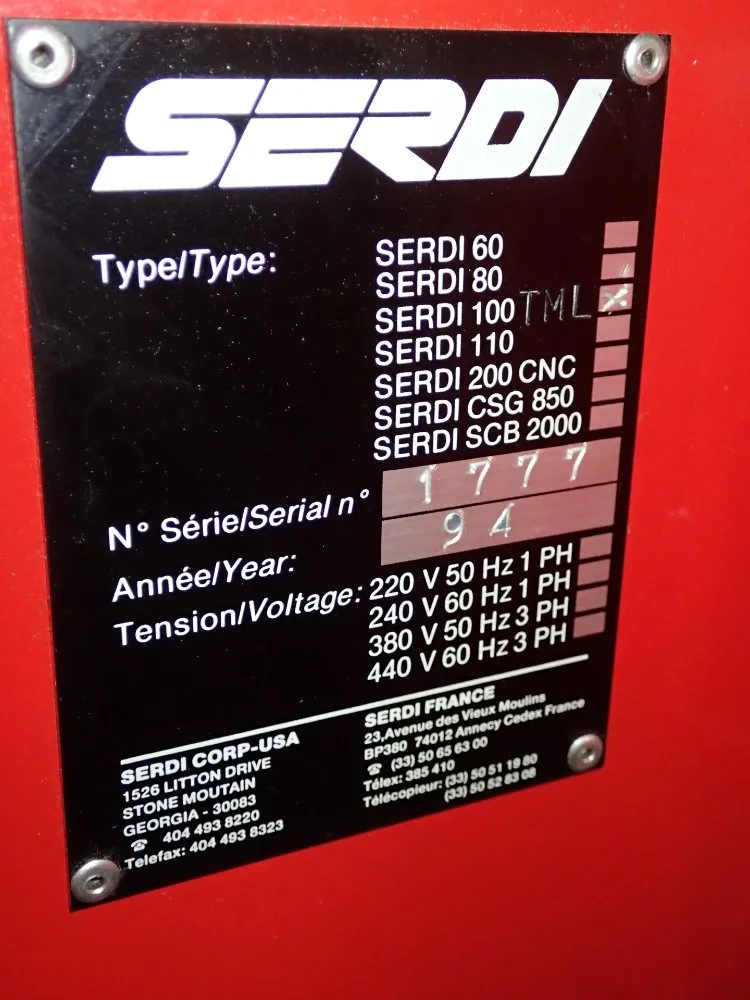 SERDI
Type/Type:
SERDI 60
SERDI 80
SERDI 100 TML X
SERDI 110
SERDI 200 CNC
SERDI CSG 850
SERDI SCB 2000
N° Série/Serial n° 1777
Année/Year: 94
Tension/Voltage: 220 V 50 Hz 1 PH
240 V 60 Hz 1 PH
380 V 50 Hz 3 PH
440 V 60 Hz 3 PH
SERDI CORP-USA
1526 LITTON DRIVE
STONE MOUTAIN
GEORGIA - 30083
☎ 404 493 8220
Telefax: 404 493 8323
SERDI FRANCE
23,Avenue des Vieux Moulins
BP380 74012 Annecy Cedex France
☎ (33) 50 65 63 00
Télex: 385 410
Télécopieur: (33) 50 51 19 80
(33) 50 52 83 08